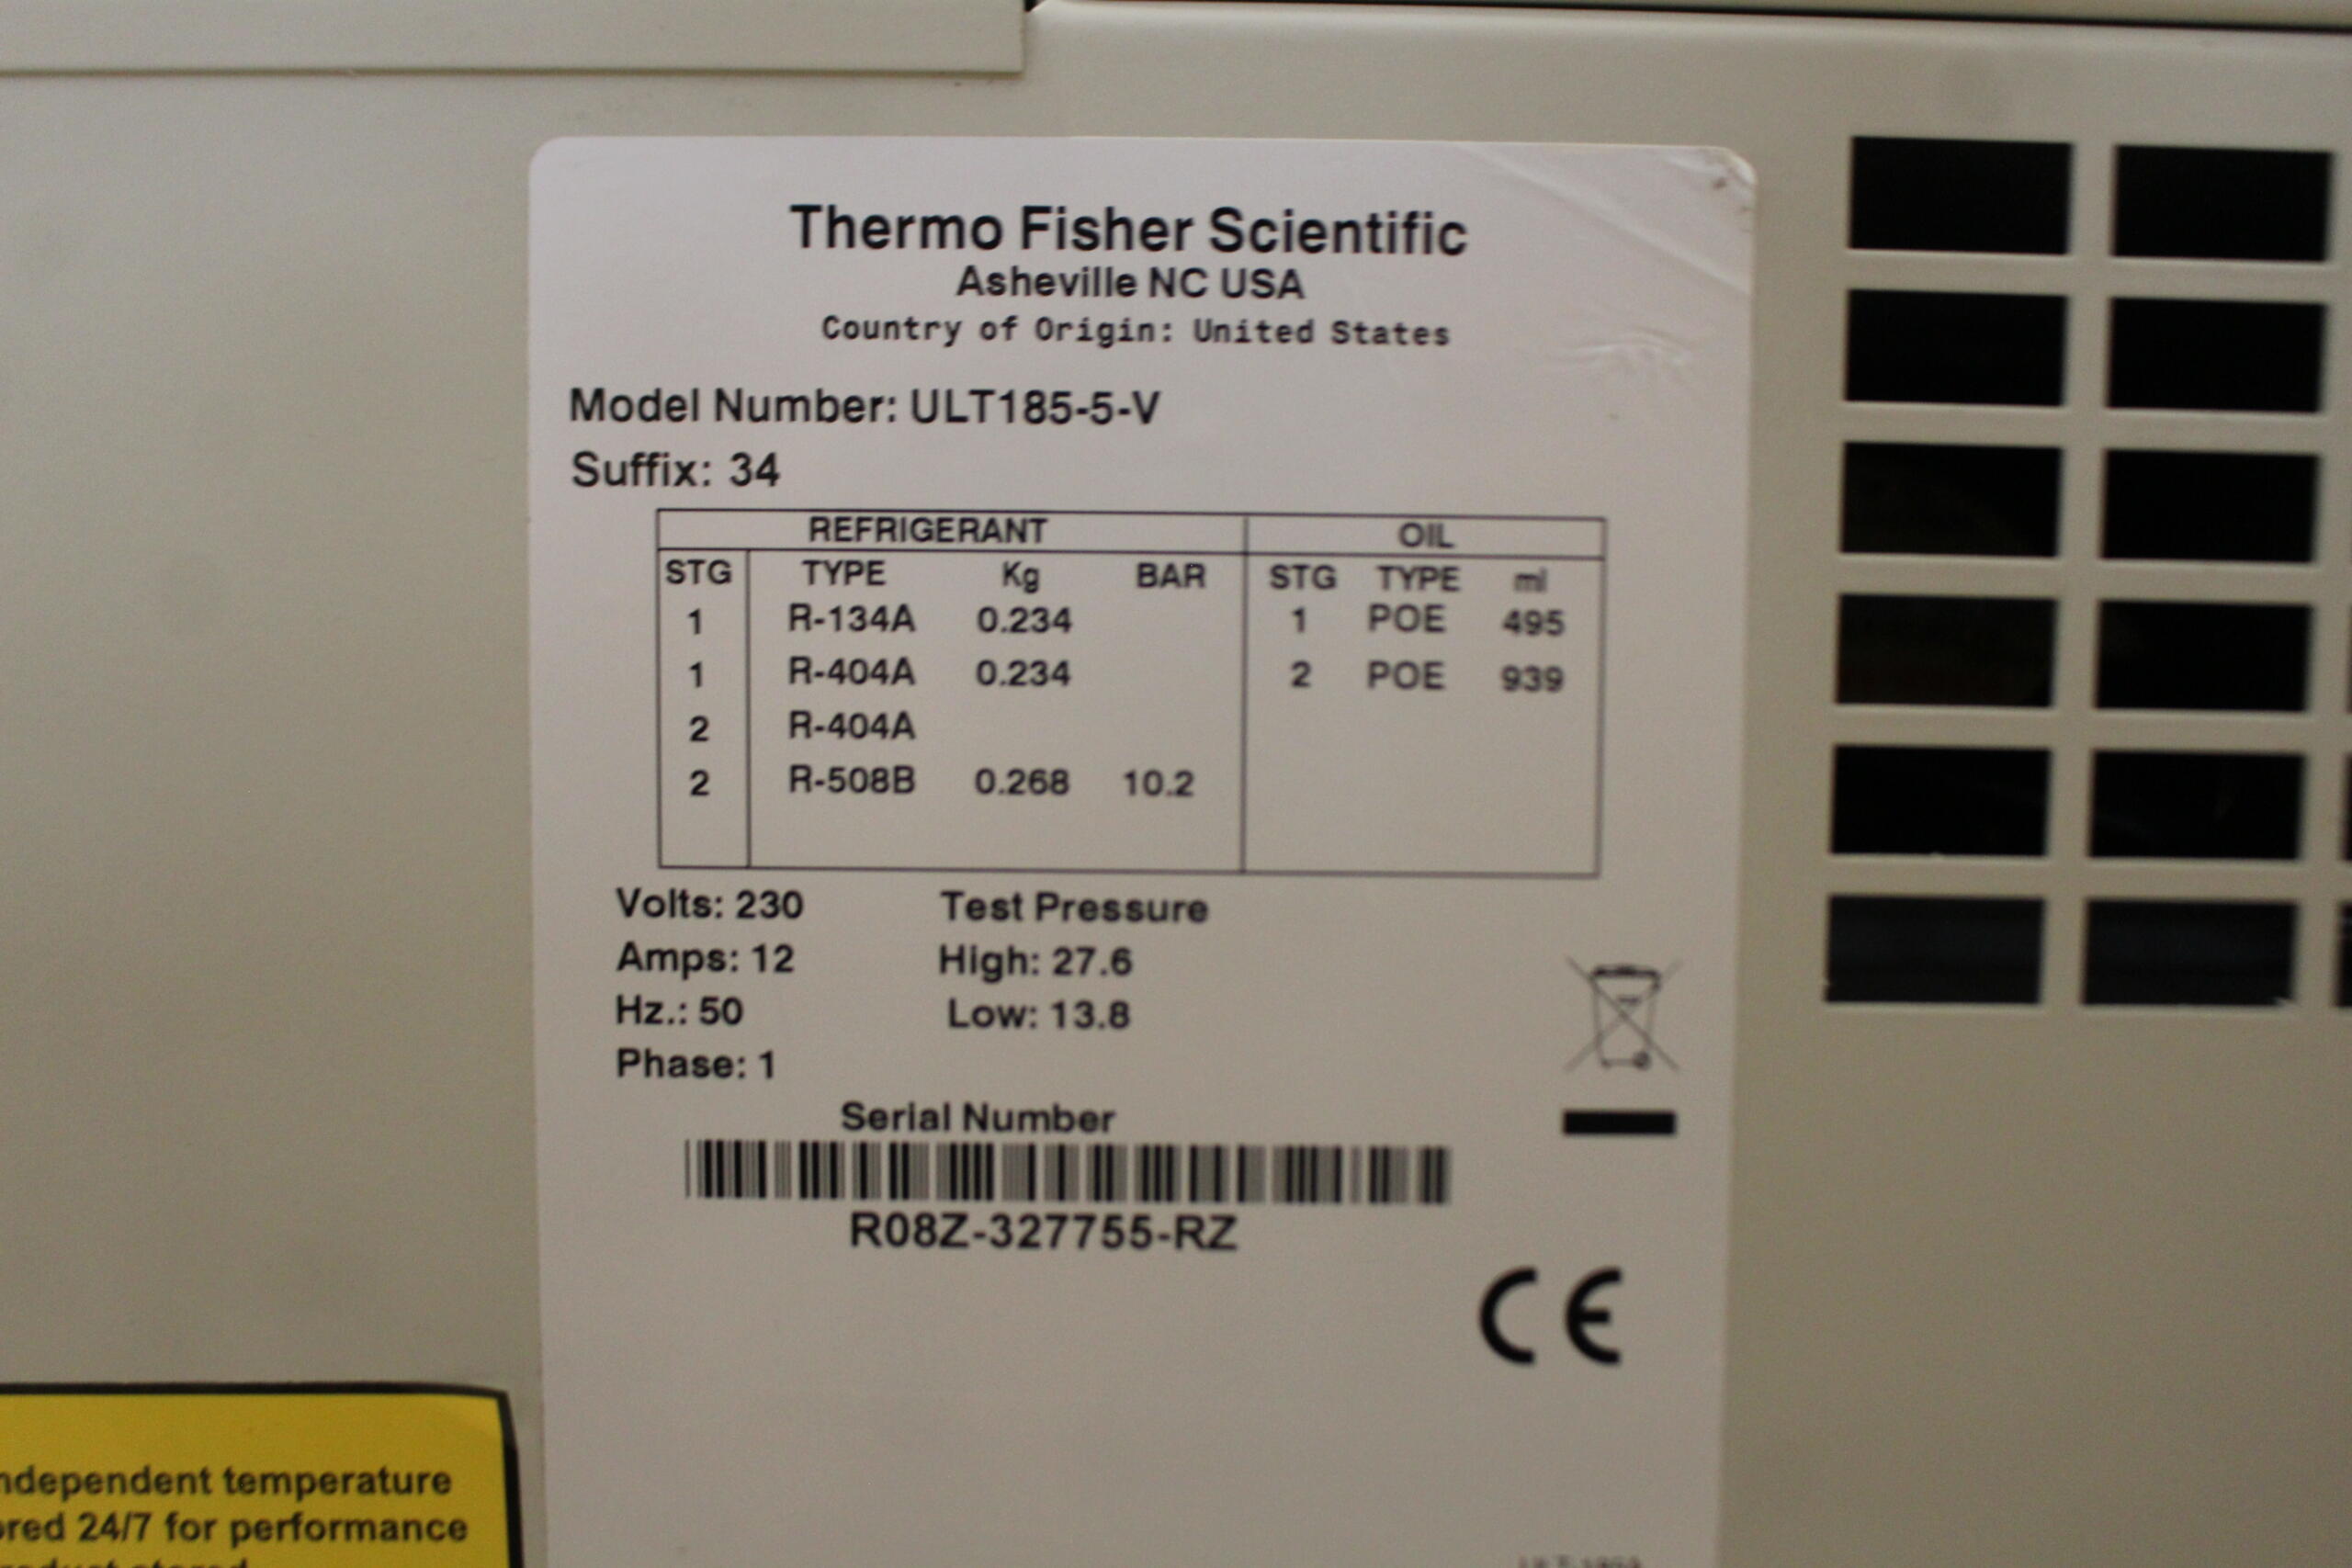 Thermo Fisher Scientific
Asheville NC USA
Country of Origin: United States
Model Number: ULT185-5-V
Suffix: 34
REFRIGERANT OIL
STG TYPE Kg BAR STG TYPE ml
1 R-134A 0.234 1 POE 495
1 R-404A 0.234 2 POE 939
2 R-404A
2 R-508B 0.268 10.2
Volts: 230 Test Pressure
Amps: 12 High: 27.6
Hz.: 50 Low: 13.8
Phase: 1
Serial Number
R08Z-327755-RZ
CE
ndependent temperature
ored 24/7 for performance